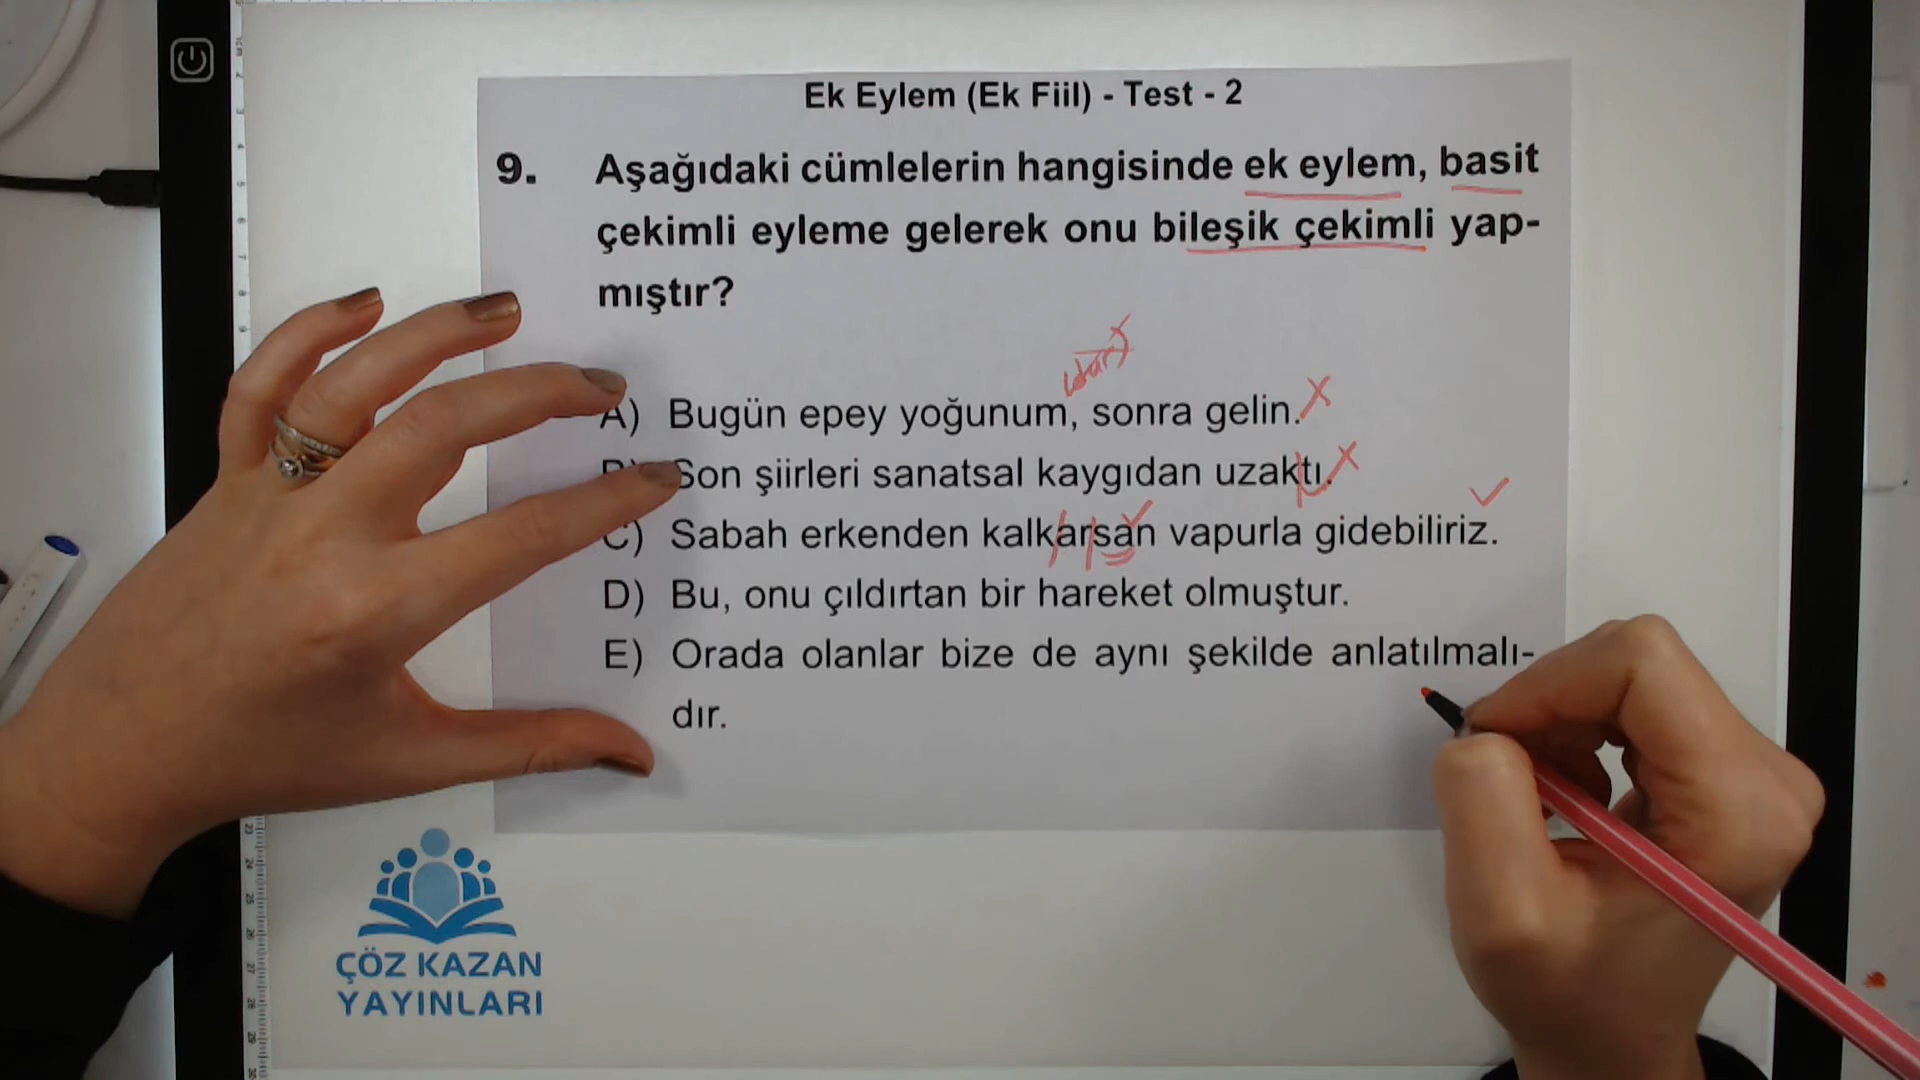 Ek Eylem (Ek Fiil) - Test - 2
9. Aşağıdaki cümlelerin hangisinde ek eylem, basit
çekimli eyleme gelerek onu bileşik çekimli yap-
mıştır?
A) Bugün epey yoğunum, sonra gelin.
B) Son şiirleri sanatsal kaygıdan uzaktı.
C) Sabah erkenden kalkarsan vapurla gidebiliriz.
D) Bu, onu çıldırtan bir hareket olmuştur.
E) Orada olanlar bize de aynı şekilde anlatılmalı-
dır.
ÇÖZ KAZAN
YAYINLARI